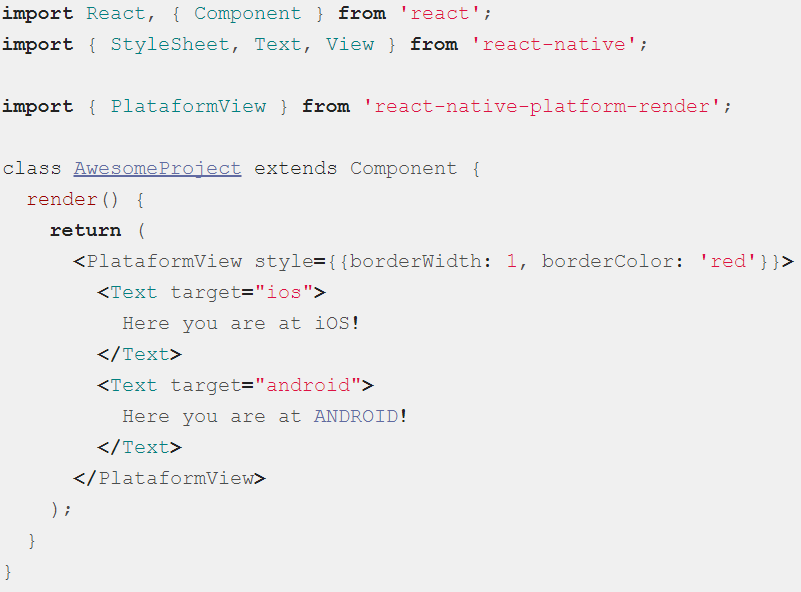 import React, { Component } from 'react';
import { StyleSheet, Text, View } from 'react-native';

import { PlataformView } from 'react-native-platform-render';

class AwesomeProject extends Component {
  render() {
    return (
      <PlataformView style={{borderWidth: 1, borderColor: 'red'}}>
        <Text target="ios">
          Here you are at iOS!
        </Text>
        <Text target="android">
          Here you are at ANDROID!
        </Text>
      </PlataformView>
    );
  }
}